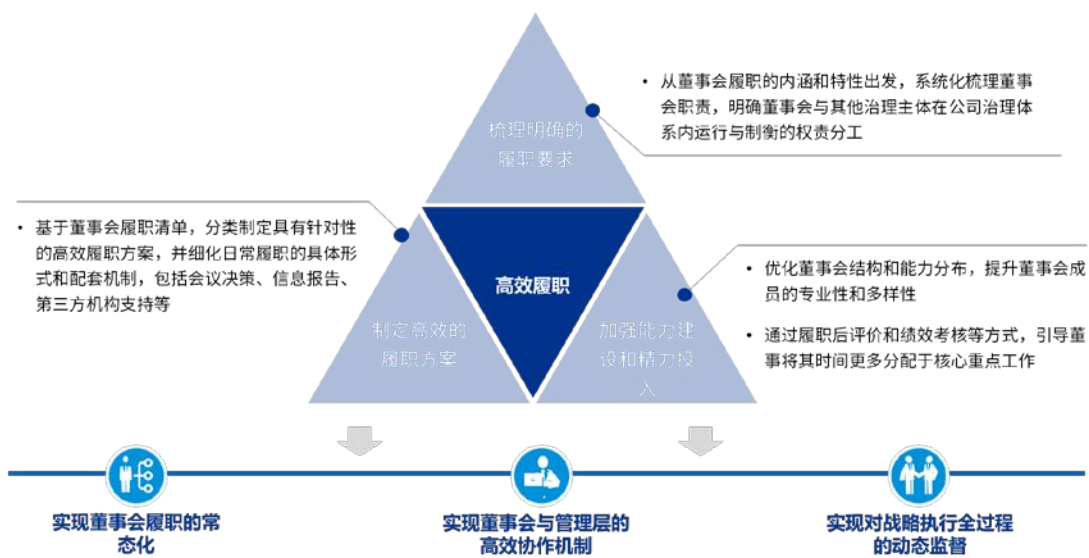 • 从董事会履职的内涵和特性出发，系统化梳理董事
会职责，明确董事会与其他治理主体在公司治理体
系内运行与制衡的权责分工
梳理明确的
履职要求
• 基于董事会履职清单，分类制定具有针对性
的高效履职方案，并细化日常履职的具体形
式和配套机制，包括会议决策、信息报告、
第三方机构支持等
高效履职
制定高效的
履职方案
加强能力建
设和精力投
入
• 优化董事会结构和能力分布，提升董事会成
员的专业性和多样性
• 通过履职后评价和绩效考核等方式，引导董
事将其时间更多分配于核心重点工作
实现董事会履职的常
态化
实现董事会与管理层的
高效协作机制
实现对战略执行全过程
的动态监督